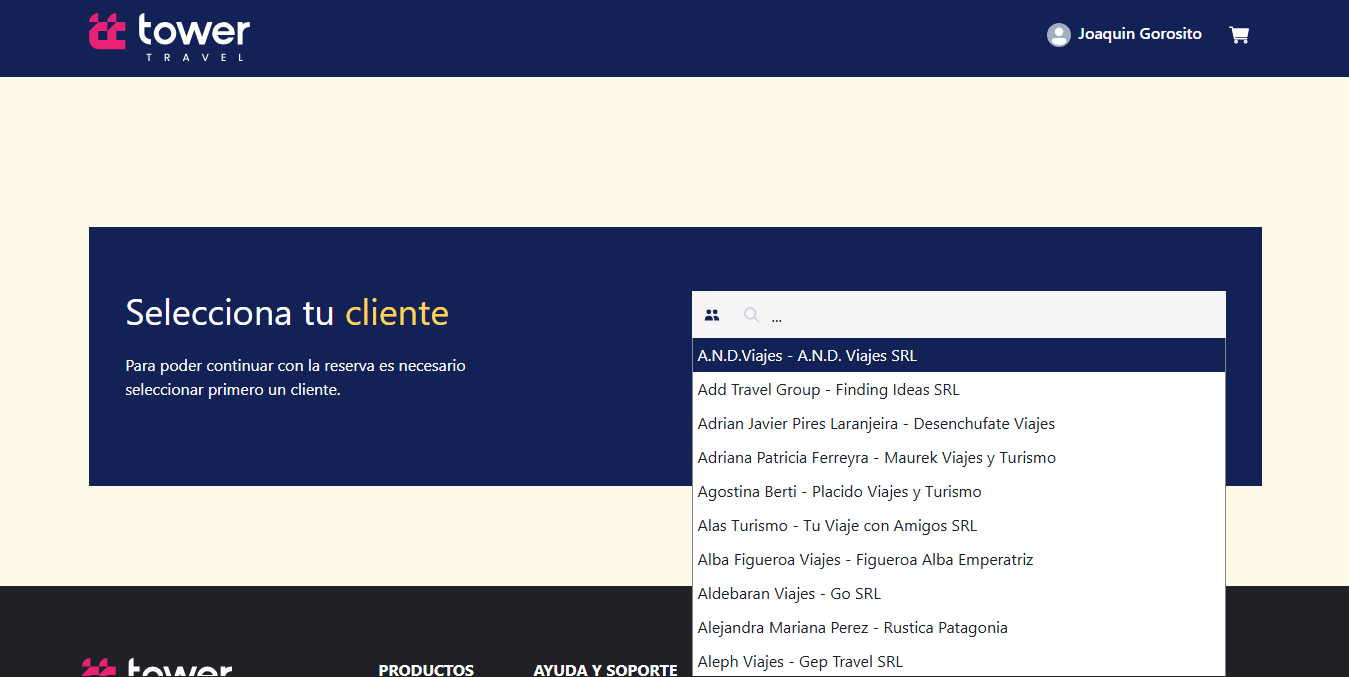 tower
TRAVEL
Joaquin Gorosito
Selecciona tu cliente
Para poder continuar con la reserva es necesario
seleccionar primero un cliente.
...
A.N.D.Viajes - A.N.D. Viajes SRL
Add Travel Group - Finding Ideas SRL
Adrian Javier Pires Laranjeira - Desenchufate Viajes
Adriana Patricia Ferreyra - Maurek Viajes y Turismo
Agostina Berti - Placido Viajes y Turismo
Alas Turismo - Tu Viaje con Amigos SRL
Alba Figueroa Viajes - Figueroa Alba Emperatriz
Aldebaran Viajes - Go SRL
Alejandra Mariana Perez - Rustica Patagonia
Aleph Viajes - Gep Travel SRL
tower
PRODUCTOS
AYUDA Y SOPORTE